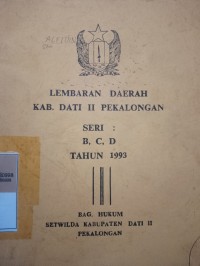 LEMBARAN DAERAH
KAB. DATI II PEKALONGAN
SERI :
B, C, D
TAHUN 1993
BAG. HUKUM
SETWILDA KABUPATEN DATI II
PEKALONGAN